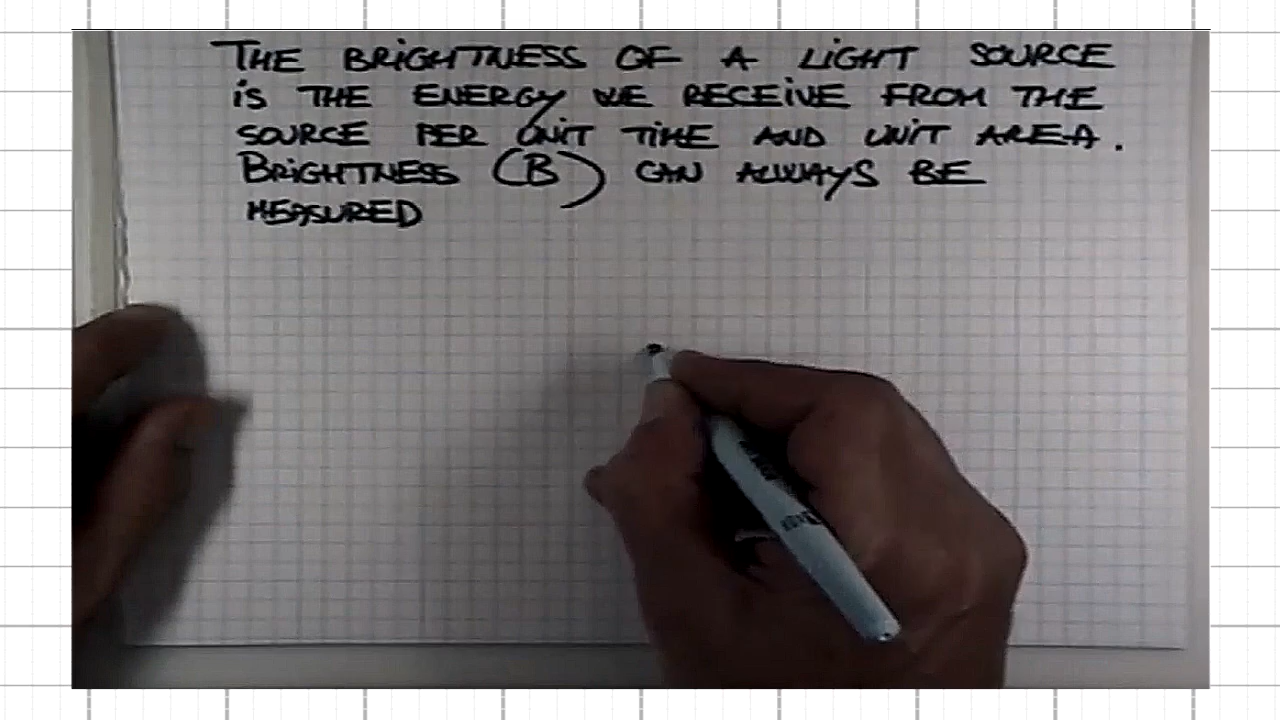 THE BRIGHTNESS OF A LIGHT SOURCE
IS THE ENERGY WE RECEIVE FROM THE
SOURCE PER UNIT TIME AND UNIT AREA.
BRIGHTNESS (B) CAN ALWAYS BE
MEASURED